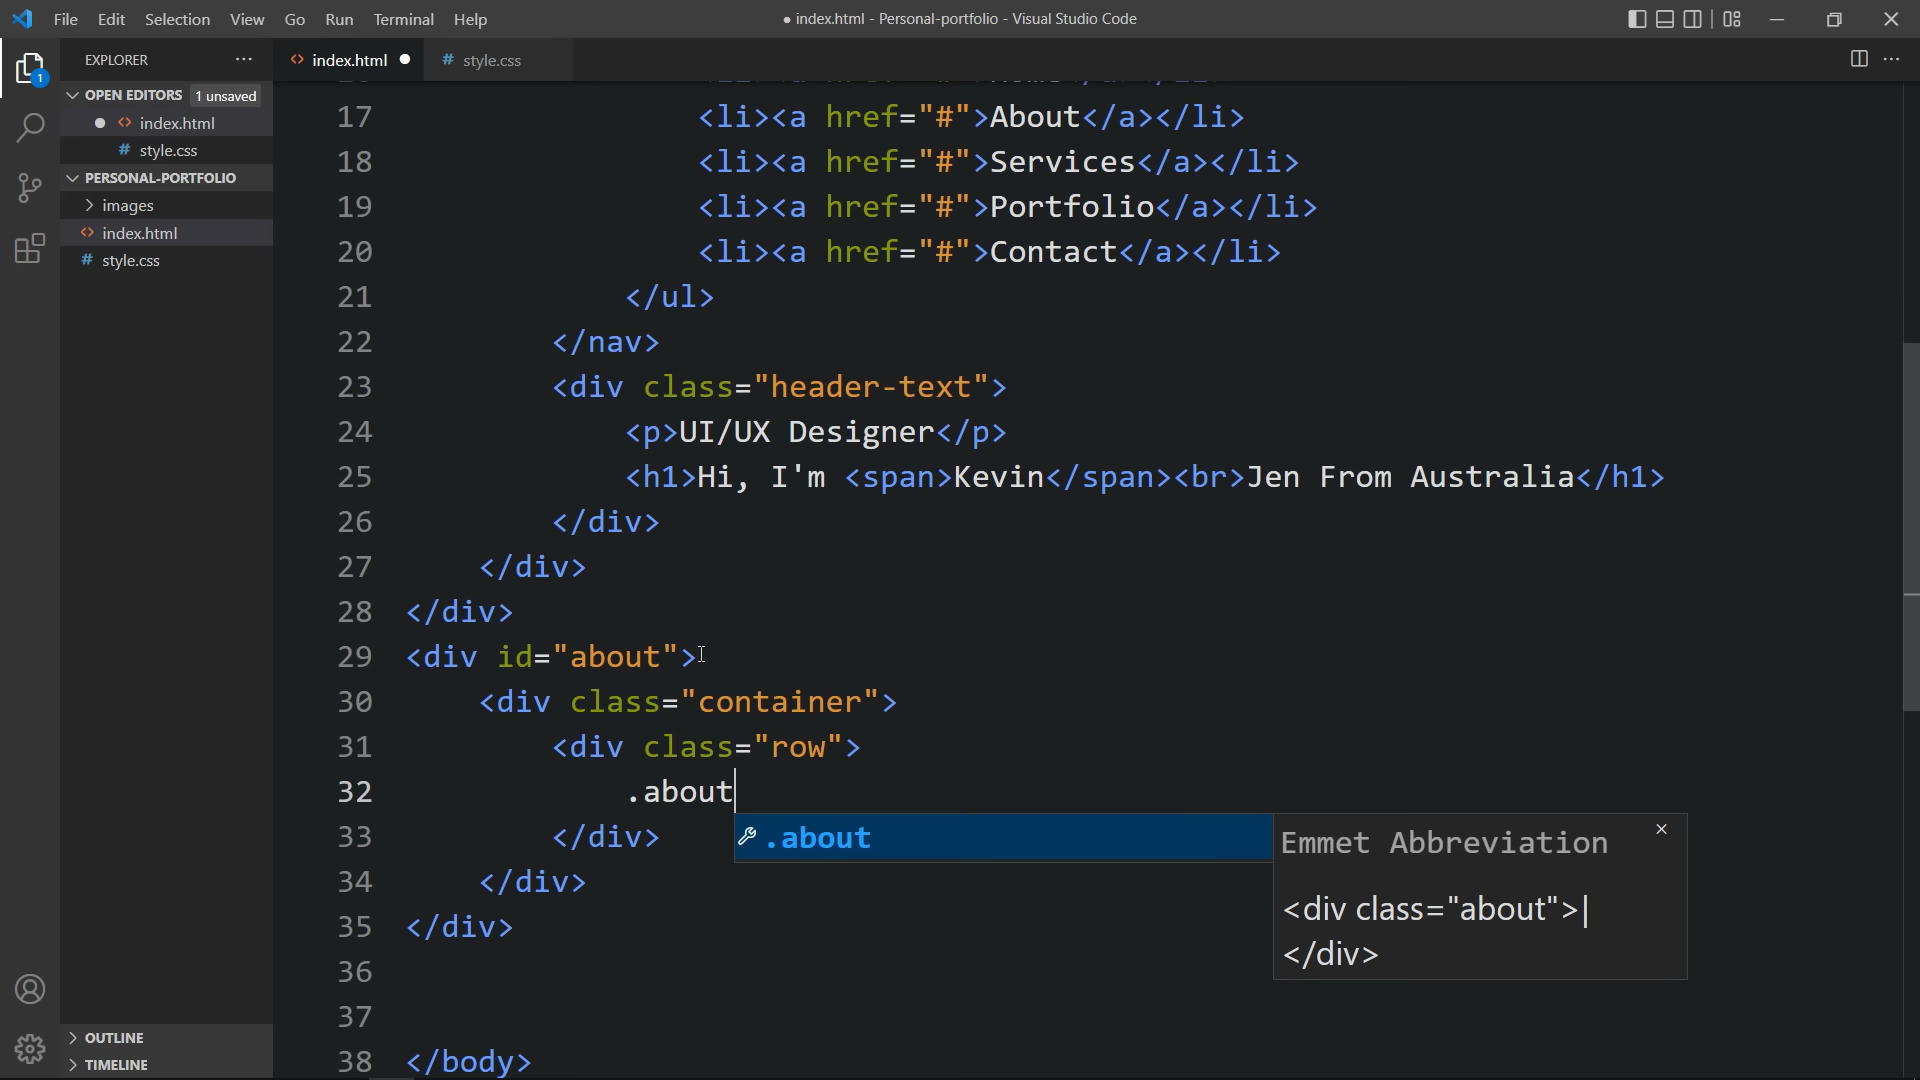 File Edit Selection View Go Run Terminal Help
● index.html - Personal-portfolio - Visual Studio Code
EXPLORER
OPEN EDITORS 1 unsaved
index.html
style.css
PERSONAL-PORTFOLIO
images
index.html
style.css
OUTLINE
TIMELINE
1
index.html
style.css
17 <li><a href="#">About</a></li>
18 <li><a href="#">Services</a></li>
19 <li><a href="#">Portfolio</a></li>
20 <li><a href="#">Contact</a></li>
21 </ul>
22 </nav>
23 <div class="header-text">
24 <p>UI/UX Designer</p>
25 <h1>Hi, I'm <span>Kevin</span><br>Jen From Australia</h1>
26 </div>
27 </div>
28 </div>
29 <div id="about">
30 <div class="container">
31 <div class="row">
32 .about
33 </div>
34 </div>
35 </div>
36
37
38 </body>
.about
Emmet Abbreviation
<div class="about">|
</div>